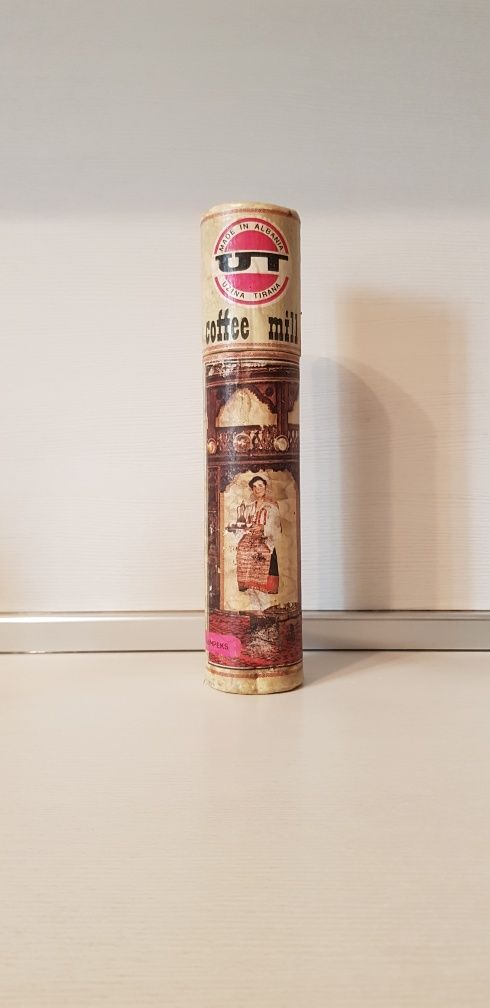 MADE IN ALBANIA
UT
UZINA TIRANA
coffee mill